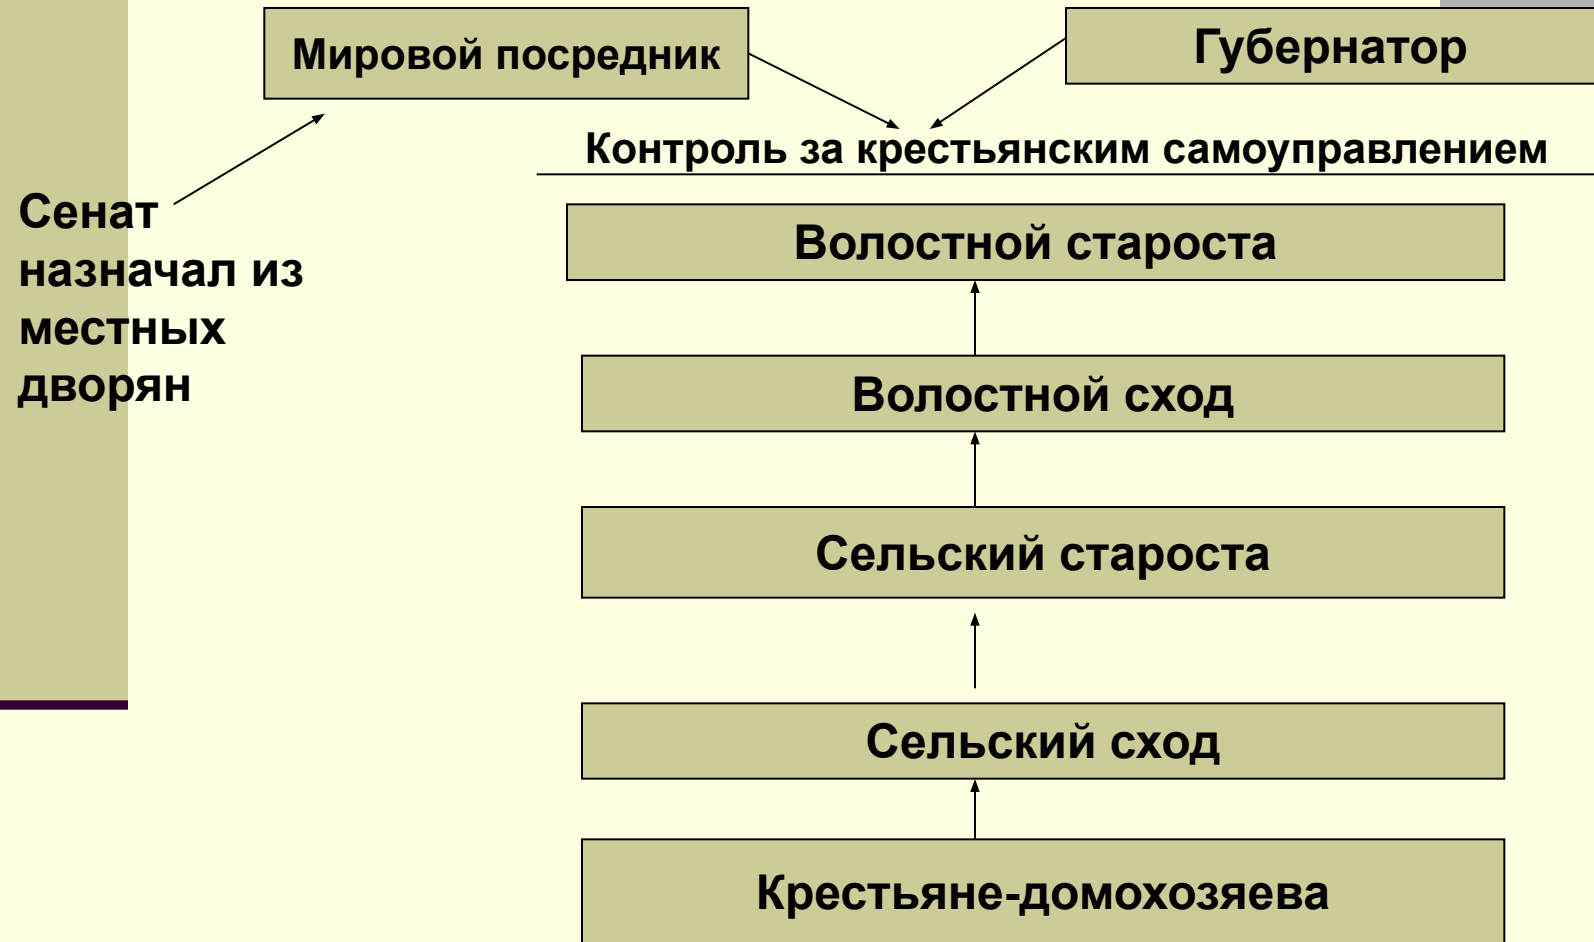 Мировой посредник
Губернатор
Контроль за крестьянским самоуправлением
Сенат
назначал из
местных
дворян
Волостной староста
Волостной сход
Сельский староста
Сельский сход
Крестьяне-домохозяева